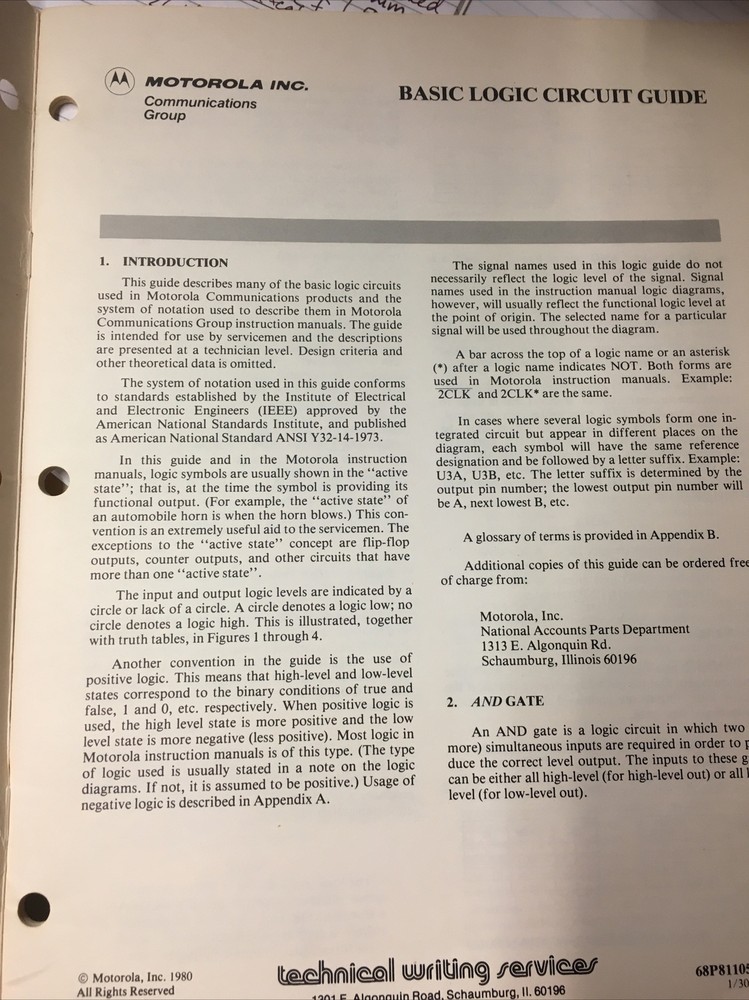 MOTOROLA INC.
Communications
Group
BASIC LOGIC CIRCUIT GUIDE
1. INTRODUCTION
This guide describes many of the basic logic circuits
used in Motorola Communications products and the
system of notation used to describe them in Motorola
Communications Group instruction manuals. The guide
is intended for use by servicemen and the descriptions
are presented at a technician level. Design criteria and
other theoretical data is omitted.
The system of notation used in this guide conforms
to standards established by the Institute of Electrical
and Electronic Engineers (IEEE) approved by the
American National Standards Institute, and published
as American National Standard ANSI Y32-14-1973.
In this guide and in the Motorola instruction
manuals, logic symbols are usually shown in the “active
state”; that is, at the time the symbol is providing its
functional output. (For example, the “active state” of
an automobile horn is when the horn blows.) This con-
vention is an extremely useful aid to the servicemen. The
exceptions to the “active state” concept are flip-flop
outputs, counter outputs, and other circuits that have
more than one “active state”.
The input and output logic levels are indicated by a
circle or lack of a circle. A circle denotes a logic low; no
circle denotes a logic high. This is illustrated, together
with truth tables, in Figures 1 through 4.
Another convention in the guide is the use of
positive logic. This means that high-level and low-level
states correspond to the binary conditions of true and
false, 1 and 0, etc. respectively. When positive logic is
used, the high level state is more positive and the low
level state is more negative (less positive). Most logic in
Motorola instruction manuals is of this type. (The type
of logic used is usually stated in a note on the logic
diagrams. If not, it is assumed to be positive.) Usage of
negative logic is described in Appendix A.
The signal names used in this logic guide do not
necessarily reflect the logic level of the signal. Signal
names used in the instruction manual logic diagrams,
however, will usually reflect the functional logic level at
the point of origin. The selected name for a particular
signal will be used throughout the diagram.
A bar across the top of a logic name or an asterisk
(*) after a logic name indicates NOT. Both forms are
used in Motorola instruction manuals. Example:
2CLK and 2CLK* are the same.
In cases where several logic symbols form one in-
tegrated circuit but appear in different places on the
diagram, each symbol will have the same reference
designation and be followed by a letter suffix. Example:
U3A, U3B, etc. The letter suffix is determined by the
output pin number; the lowest output pin number will
be A, next lowest B, etc.
A glossary of terms is provided in Appendix B.
Additional copies of this guide can be ordered free
of charge from:
Motorola, Inc.
National Accounts Parts Department
1313 E. Algonquin Rd.
Schaumburg, Illinois 60196
2. AND GATE
An AND gate is a logic circuit in which two
more) simultaneous inputs are required in order to p
duce the correct level output. The inputs to these g
can be either all high-level (for high-level out) or all
level (for low-level out).
© Motorola, Inc. 1980
All Rights Reserved
technical writing services
1301 E. Algonquin Road, Schaumburg, Il. 60196
68P8110
1/30